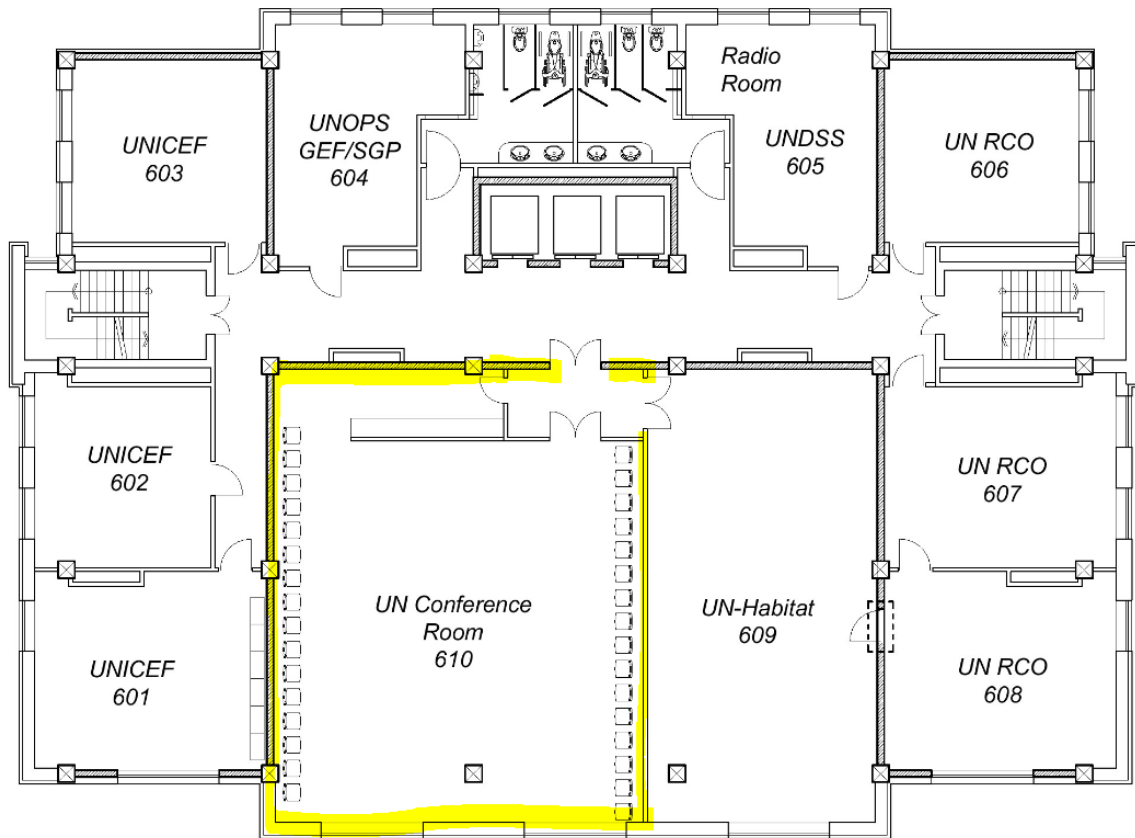 Radio
Room
UNICEF
603
UNOPS
GEF/SGP
604
UNDSS
605
UN RCO
606
UNICEF
602
UN RCO
607
UN Conference
Room
610
UN-Habitat
609
UNICEF
601
UN RCO
608